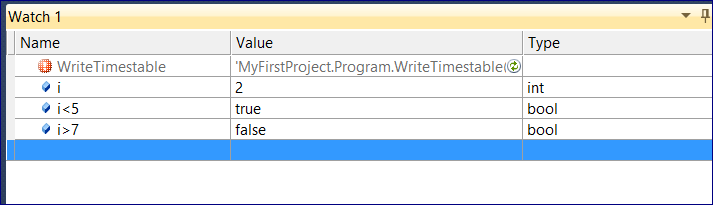 Watch 1
Name Value Type
WriteTimestable 'MyFirstProject.Program.WriteTimestable(
i 2 int
i<5 true bool
i>7 false bool